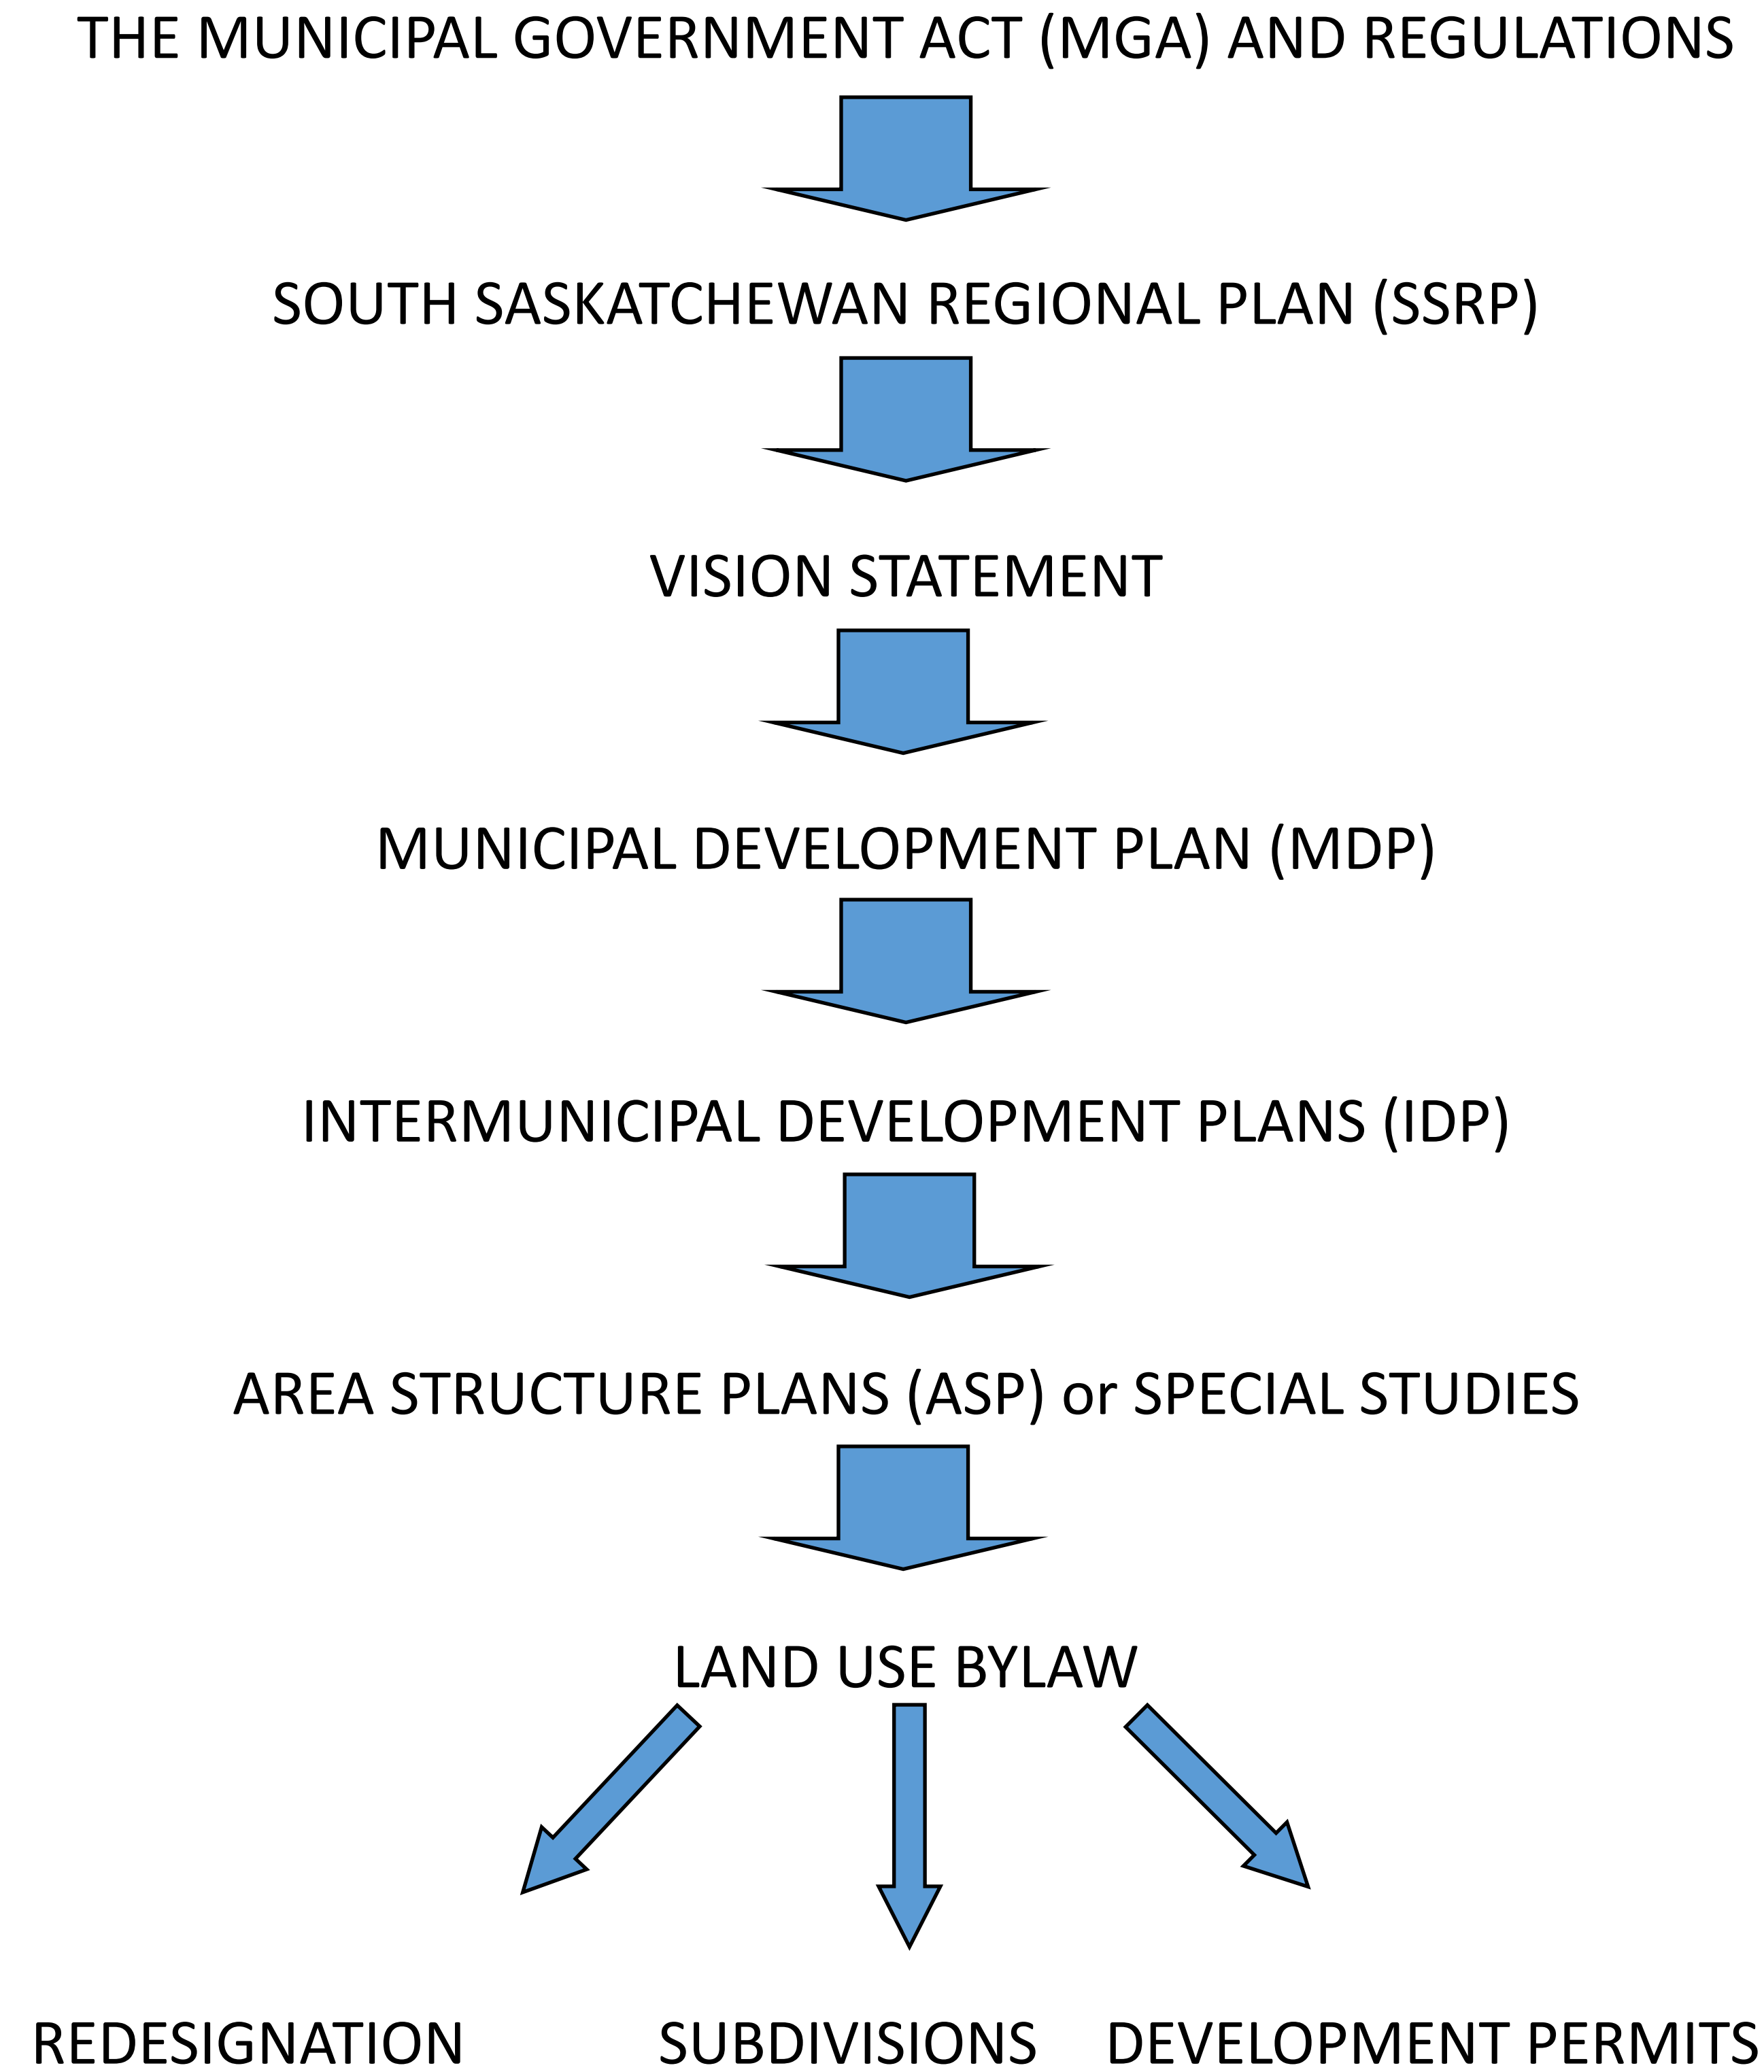 THE MUNICIPAL GOVERNMENT ACT (MGA) AND REGULATIONS
SOUTH SASKATCHEWAN REGIONAL PLAN (SSRP)
VISION STATEMENT
MUNICIPAL DEVELOPMENT PLAN (MDP)
INTERMUNICIPAL DEVELOPMENT PLANS (IDP)
AREA STRUCTURE PLANS (ASP) or SPECIAL STUDIES
LAND USE BYLAW
REDESIGNATION
SUBDIVISIONS
DEVELOPMENT PERMITS